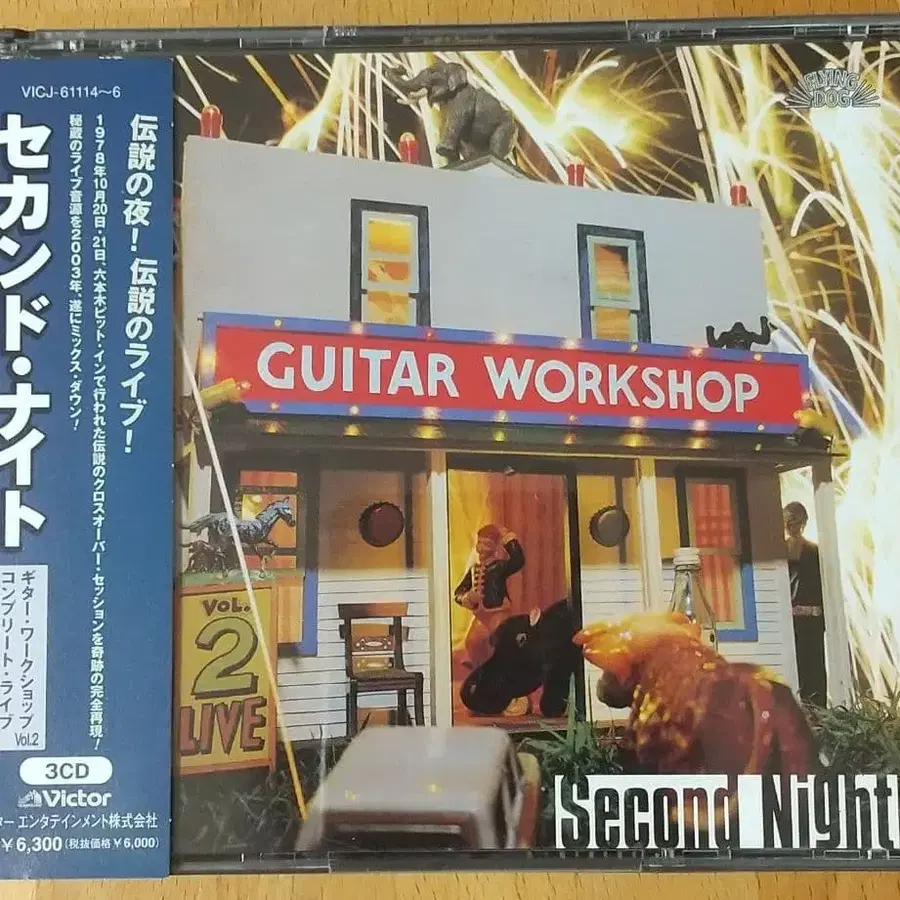 VICJ-61114〜6
伝説の夜!伝説のライブ!
1978年10月20日・21日、六本木ピット・インで行われた伝説のクロスオーバー・セッションを奇跡の完全再現!
秘蔵のライブ音源を2003年、遂にミックス・ダウン!
セカンド・ナイト
ギター・ワークショップ Vol.2
コンプリート・ライブ
3CD
Victor
ター エンタテインメント株式会社
¥6,300(税抜価格¥6,000)
FLYING DOG
GUITAR WORKSHOP
VOL.
2
LIVE
Second Night